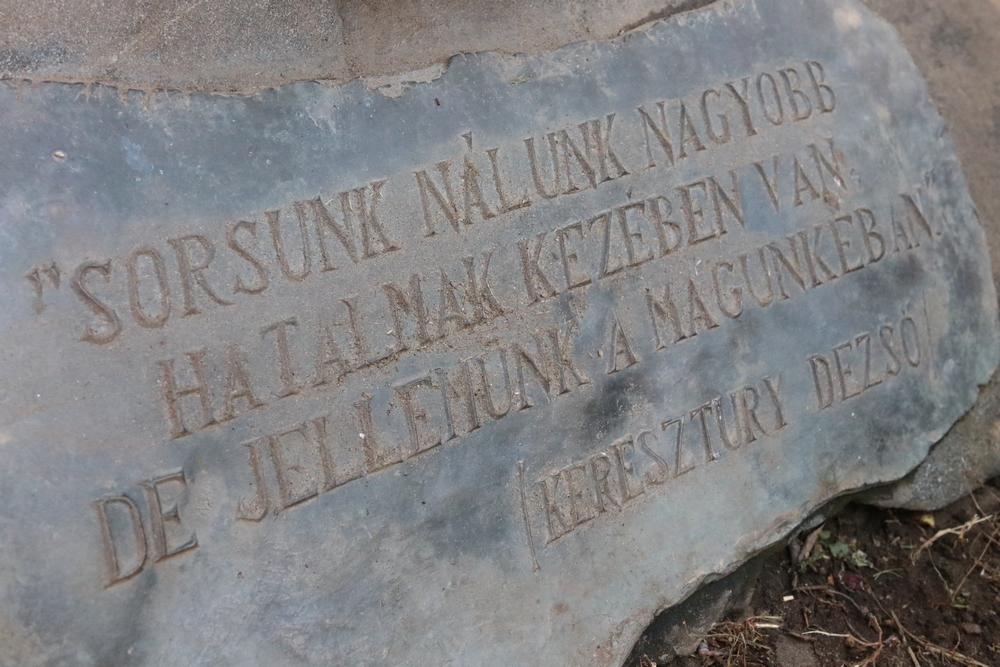 "SORSUNK NÁLUNK NAGYOBB
HATALMAK KEZÉBEN VAN,
DE JELLEMÜNK A MAGUNKÉBAN."
/KERESZTURY DEZSŐ/